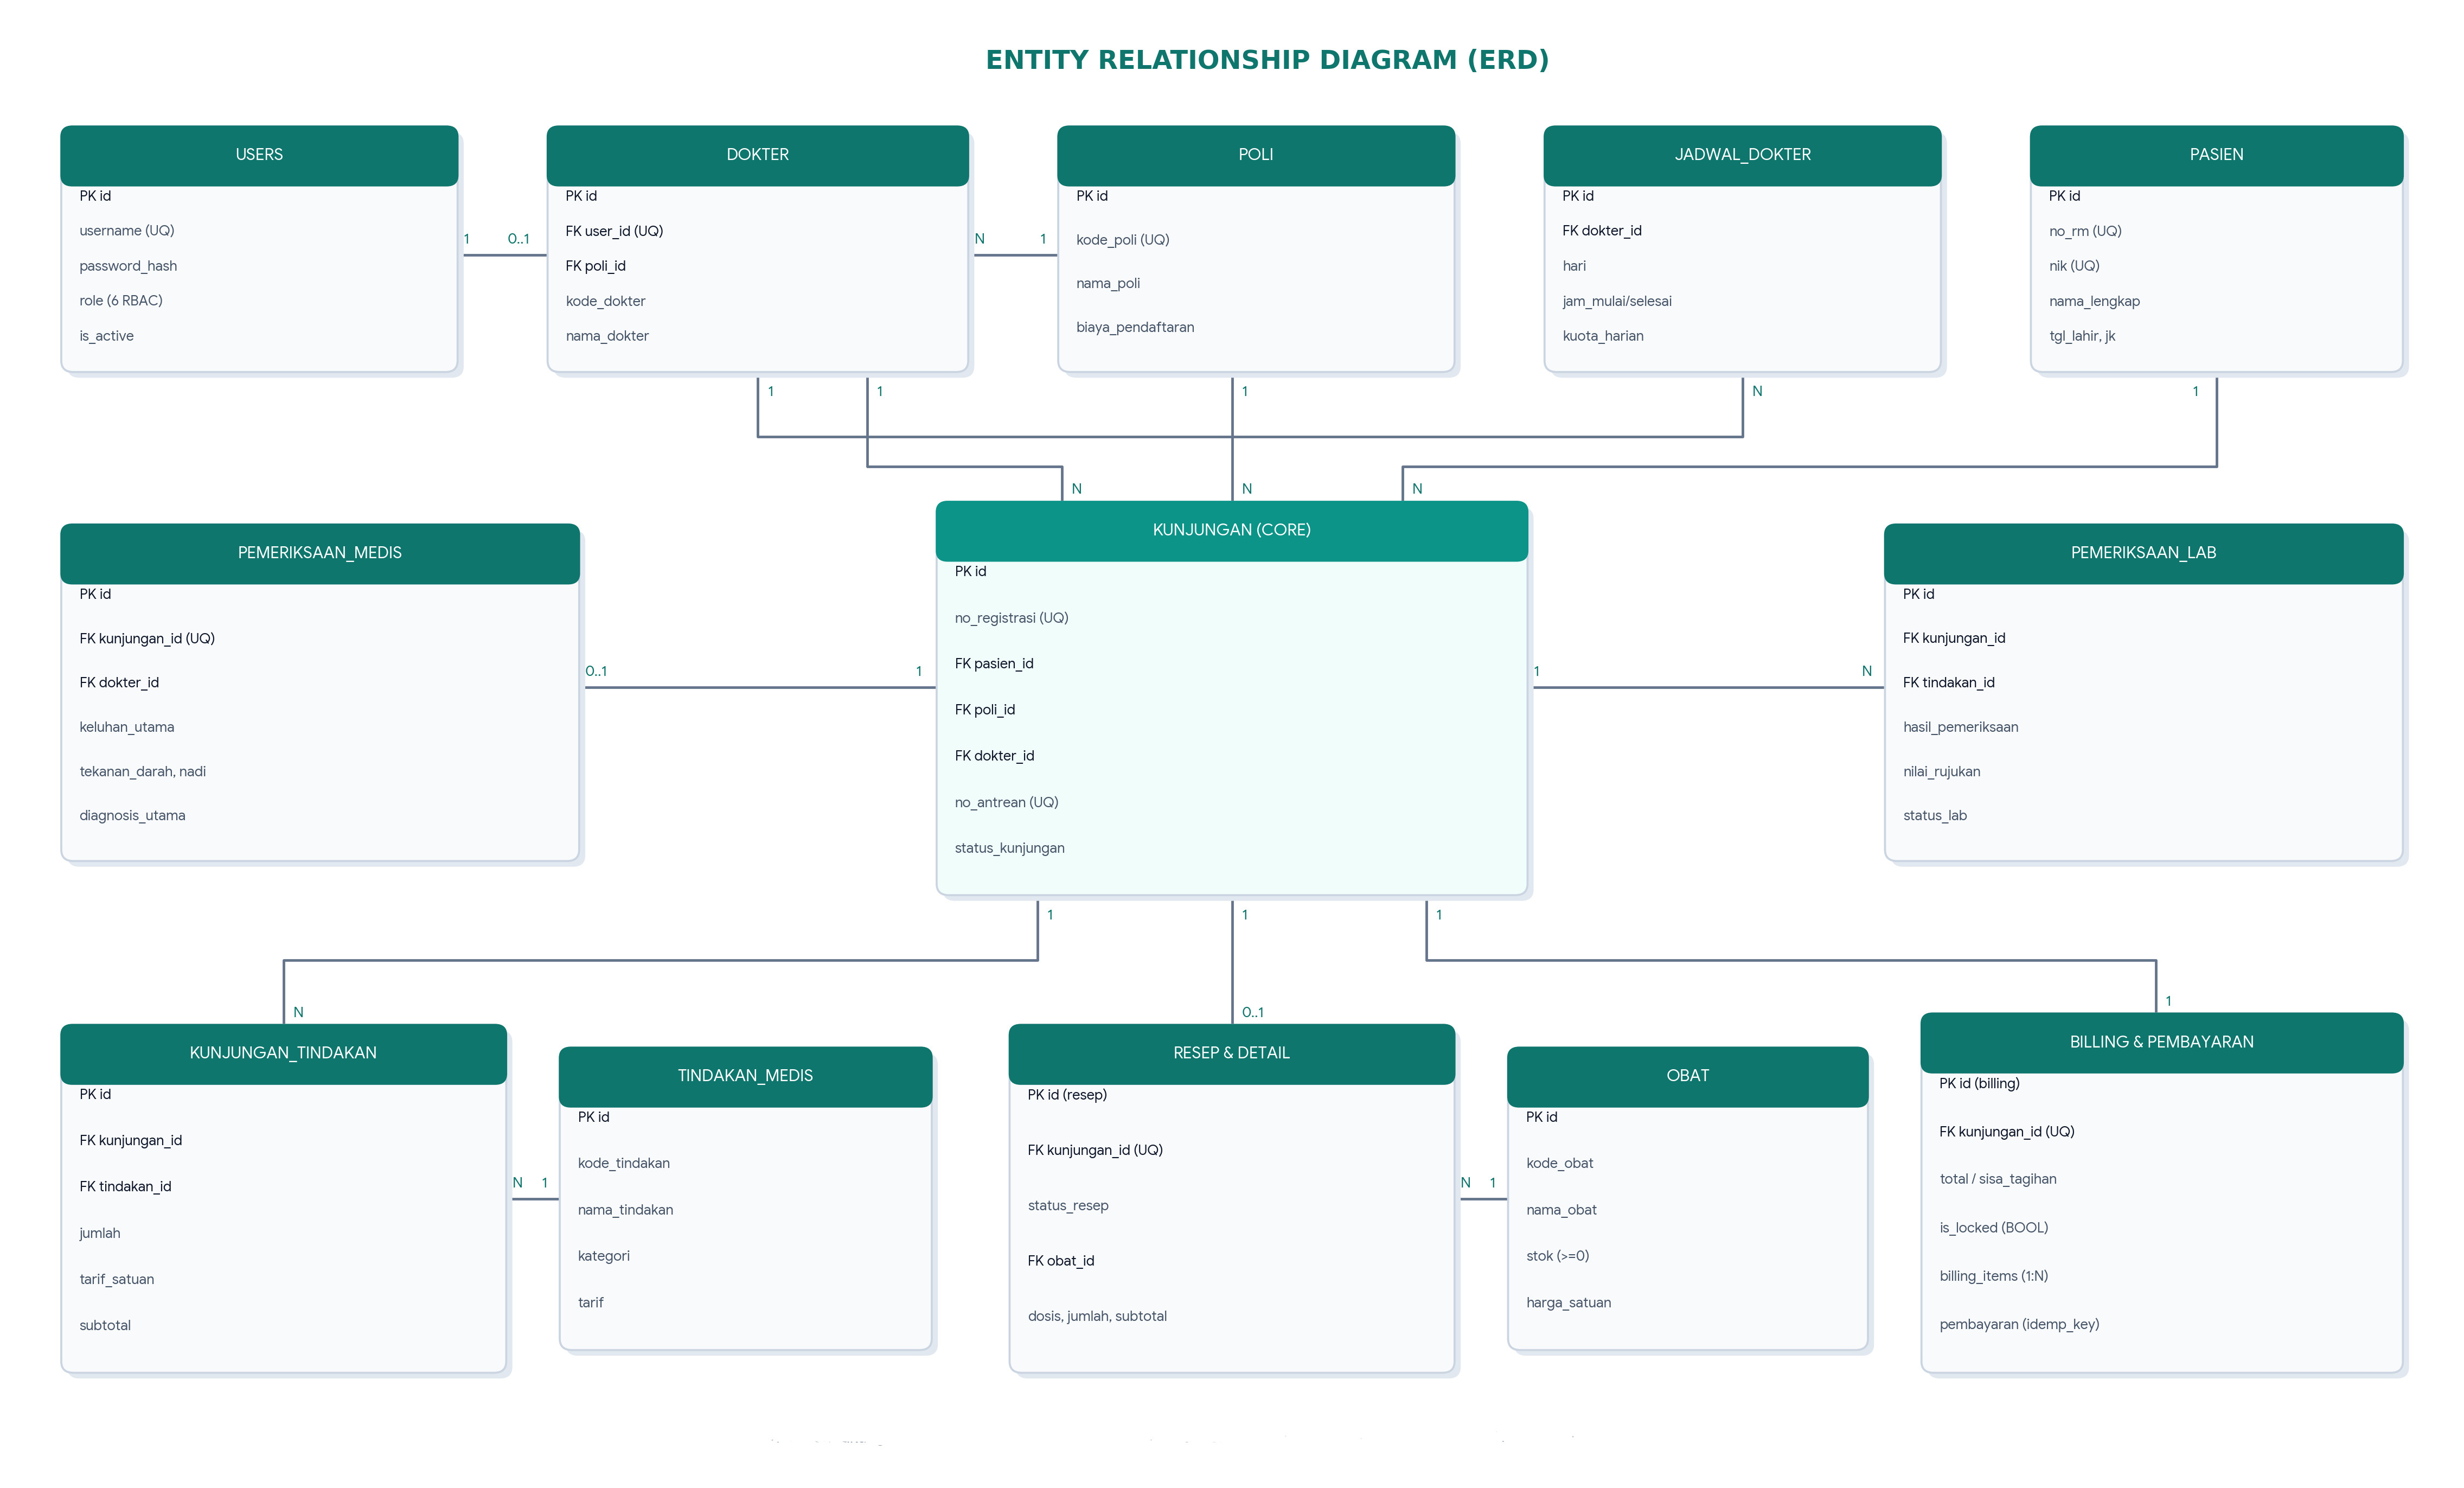 ENTITY RELATIONSHIP DIAGRAM (ERD)
USERS
PK id
username (UQ)
password_hash
role (6 RBAC)
is_active
1
0..1
DOKTER
PK id
FK user_id (UQ)
FK poli_id
kode_dokter
nama_dokter
N
1
POLI
PK id
kode_poli (UQ)
nama_poli
biaya_pendaftaran
JADWAL_DOKTER
PK id
FK dokter_id
hari
jam_mulai/selesai
kuota_harian
PASIEN
PK id
no_rm (UQ)
nik (UQ)
nama_lengkap
tgl_lahir, jk
1
1
1
N
1
N
N
N
PEMERIKSAAN_MEDIS
PK id
FK kunjungan_id (UQ)
FK dokter_id
keluhan_utama
tekanan_darah, nadi
diagnosis_utama
0..1
1
KUNJUNGAN (CORE)
PK id
no_registrasi (UQ)
FK pasien_id
FK poli_id
FK dokter_id
no_antrean (UQ)
status_kunjungan
1
N
PEMERIKSAAN_LAB
PK id
FK kunjungan_id
FK tindakan_id
hasil_pemeriksaan
nilai_rujukan
status_lab
1
1
1
N
0..1
1
KUNJUNGAN_TINDAKAN
PK id
FK kunjungan_id
FK tindakan_id
jumlah
tarif_satuan
subtotal
N
1
TINDAKAN_MEDIS
PK id
kode_tindakan
nama_tindakan
kategori
tarif
RESEP & DETAIL
PK id (resep)
FK kunjungan_id (UQ)
status_resep
FK obat_id
dosis, jumlah, subtotal
N
1
OBAT
PK id
kode_obat
nama_obat
stok (>=0)
harga_satuan
BILLING & PEMBAYARAN
PK id (billing)
FK kunjungan_id (UQ)
total / sisa_tagihan
is_locked (BOOL)
billing_items (1:N)
pembayaran (idemp_key)